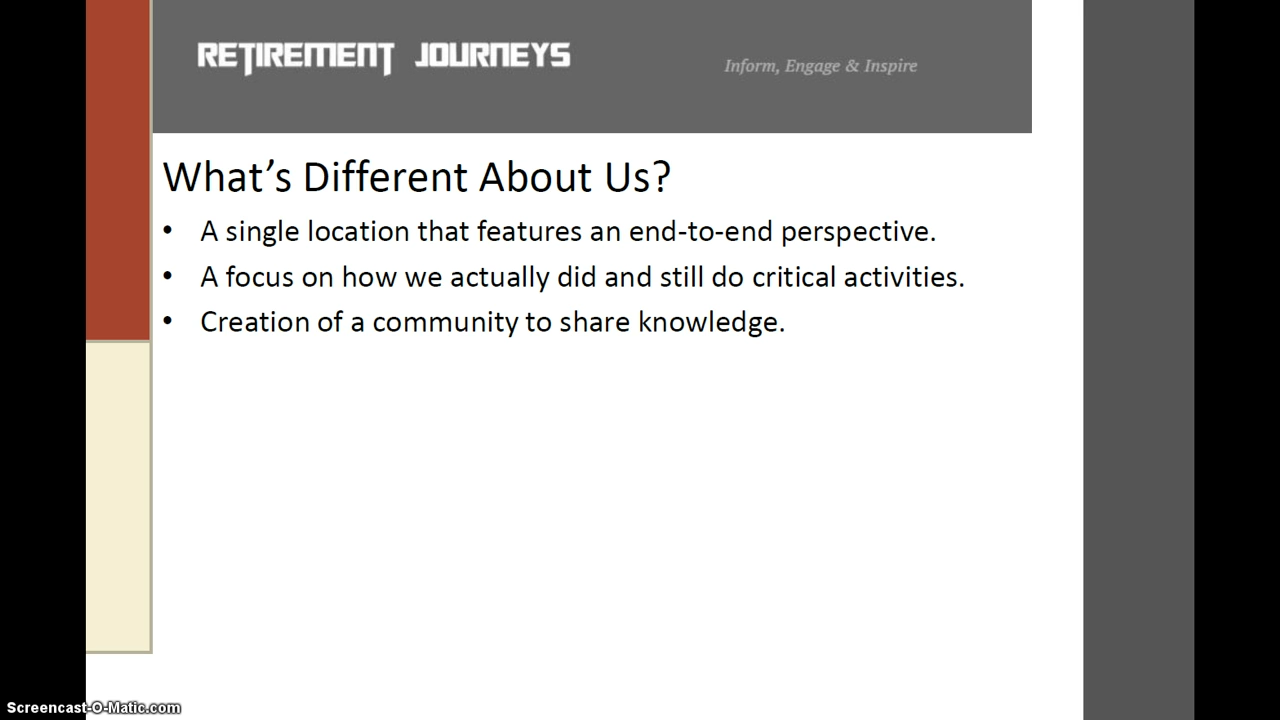 RETIREMENT JOURNEYS
Inform, Engage & Inspire
What's Different About Us?
• A single location that features an end-to-end perspective.
• A focus on how we actually did and still do critical activities.
• Creation of a community to share knowledge.
Screencast-O-Matic.com